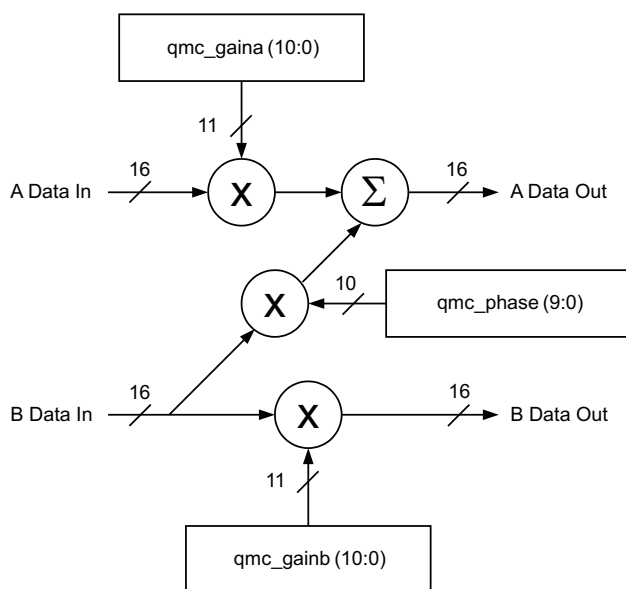 qmc_gaina (10:0)
11
16
A Data In
X
Σ
16
A Data Out
X
10
qmc_phase (9:0)
16
B Data In
X
16
B Data Out
11
qmc_gainb (10:0)